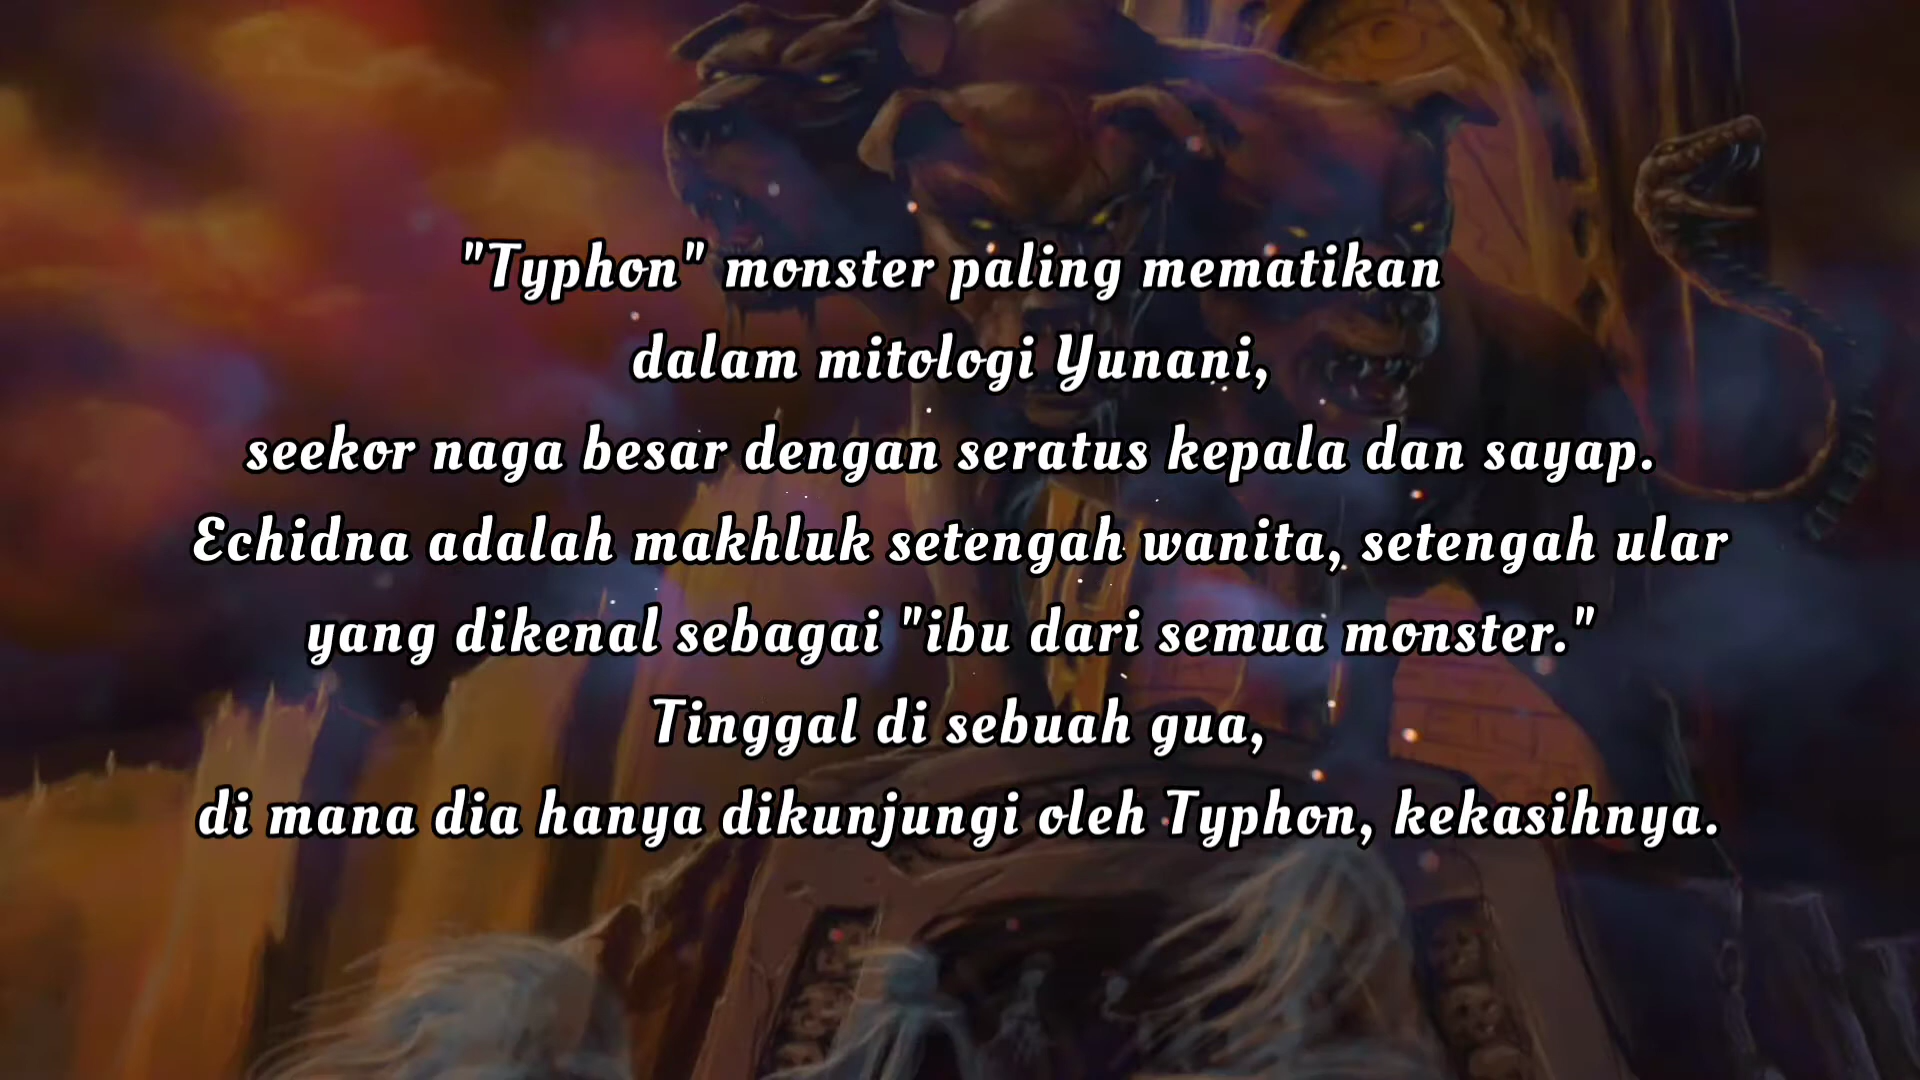 "Typhon" monster paling mematikan
dalam mitologi Yunani,
seekor naga besar dengan seratus kepala dan sayap.
Echidna adalah makhluk setengah wanita, setengah ular
yang dikenal sebagai "ibu dari semua monster."
Tinggal di sebuah gua,
di mana dia hanya dikunjungi oleh Typhon, kekasihnya.